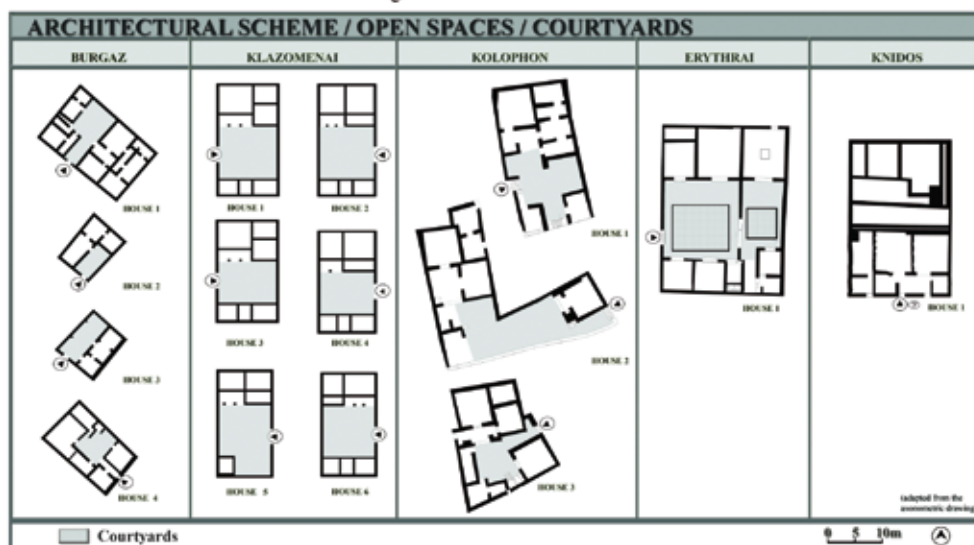 ARCHITECTURAL SCHEME / OPEN SPACES / COURTYARDS
BURGAZ
KLAZOMENAI
KOLOPHON
ERYTHRAI
KNIDOS
HOUSE 1
HOUSE 2
HOUSE 3
HOUSE 4
HOUSE 1
HOUSE 2
HOUSE 3
HOUSE 4
HOUSE 5
HOUSE 6
HOUSE 1
HOUSE 2
HOUSE 3
HOUSE 1
HOUSE 1
(adapted from the
axonometric drawing
Courtyards
0 5 10m